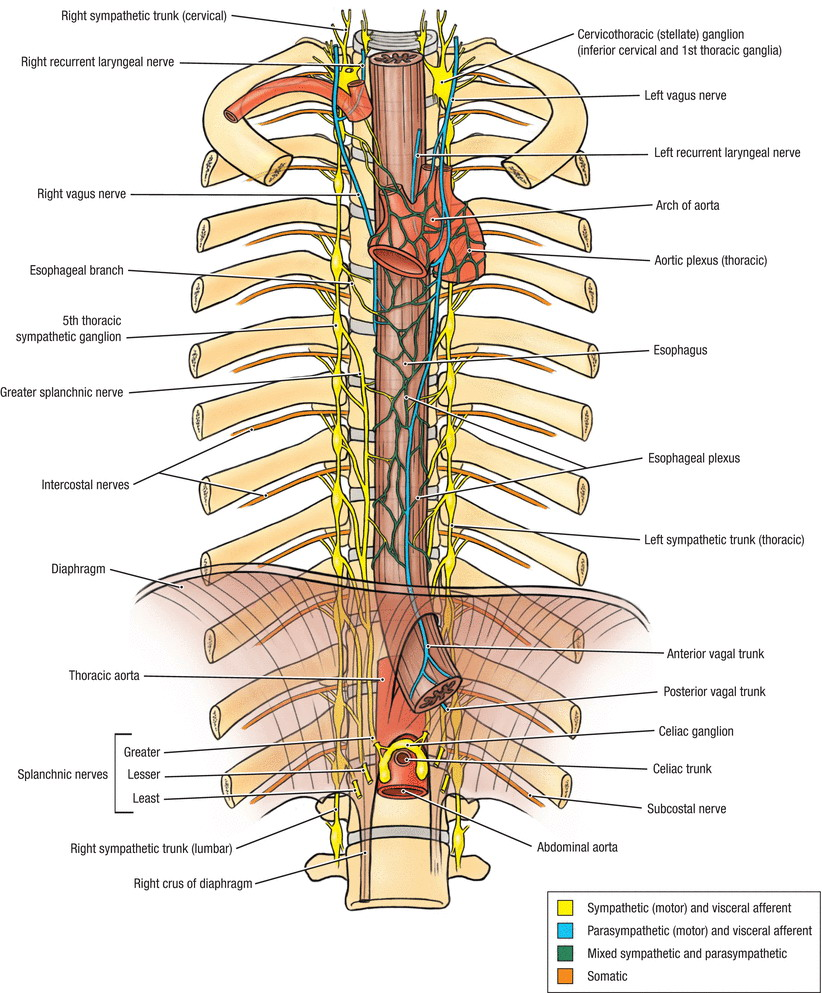 Right sympathetic trunk (cervical)
Right recurrent laryngeal nerve
Right vagus nerve
Esophageal branch
5th thoracic
sympathetic ganglion
Greater splanchnic nerve
Intercostal nerves
Diaphragm
Thoracic aorta
Splanchnic nerves
Greater
Lesser
Least
Right sympathetic trunk (lumbar)
Right crus of diaphragm
Cervicothoracic (stellate) ganglion
(inferior cervical and 1st thoracic ganglia)
Left vagus nerve
Left recurrent laryngeal nerve
Arch of aorta
Aortic plexus (thoracic)
Esophagus
Esophageal plexus
Left sympathetic trunk (thoracic)
Anterior vagal trunk
Posterior vagal trunk
Celiac ganglion
Celiac trunk
Subcostal nerve
Abdominal aorta
Sympathetic (motor) and visceral afferent
Parasympathetic (motor) and visceral afferent
Mixed sympathetic and parasympathetic
Somatic